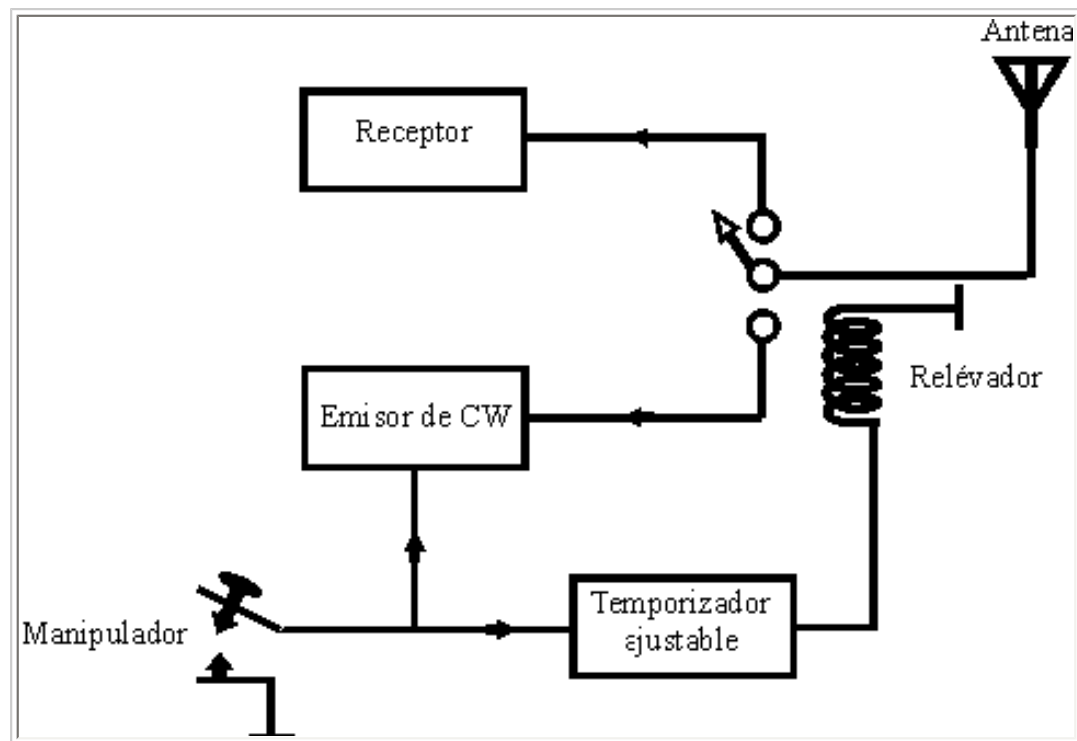 Antena
Receptor
Relévador
Emisor de CW
Temporizador
ajustable
Manipulador